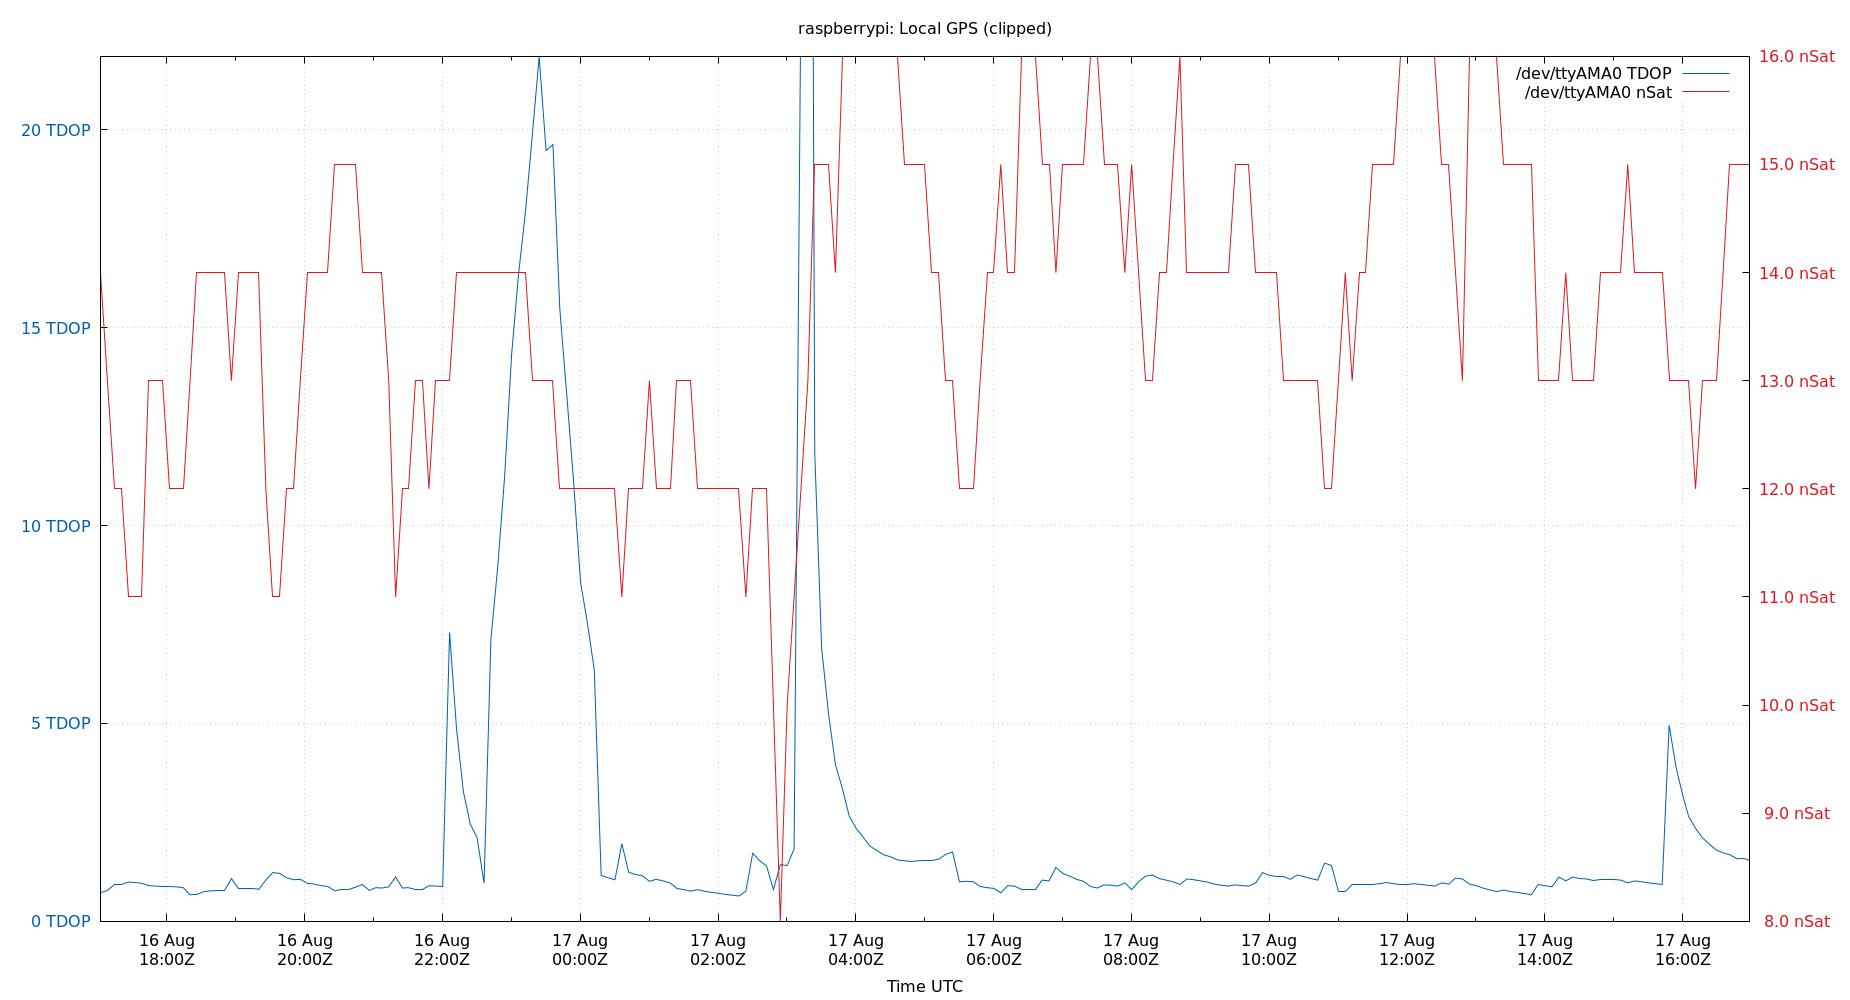 raspberrypi: Local GPS (clipped)
/dev/ttyAMA0 TDOP
/dev/ttyAMA0 nSat
20 TDOP
15 TDOP
10 TDOP
5 TDOP
0 TDOP
16.0 nSat
15.0 nSat
14.0 nSat
13.0 nSat
12.0 nSat
11.0 nSat
10.0 nSat
9.0 nSat
8.0 nSat
16 Aug 16 Aug 16 Aug 17 Aug 17 Aug 17 Aug 17 Aug 17 Aug 17 Aug 17 Aug 17 Aug 17 Aug
18:00Z 20:00Z 22:00Z 00:00Z 02:00Z 04:00Z 06:00Z 08:00Z 10:00Z 12:00Z 14:00Z 16:00Z
Time UTC